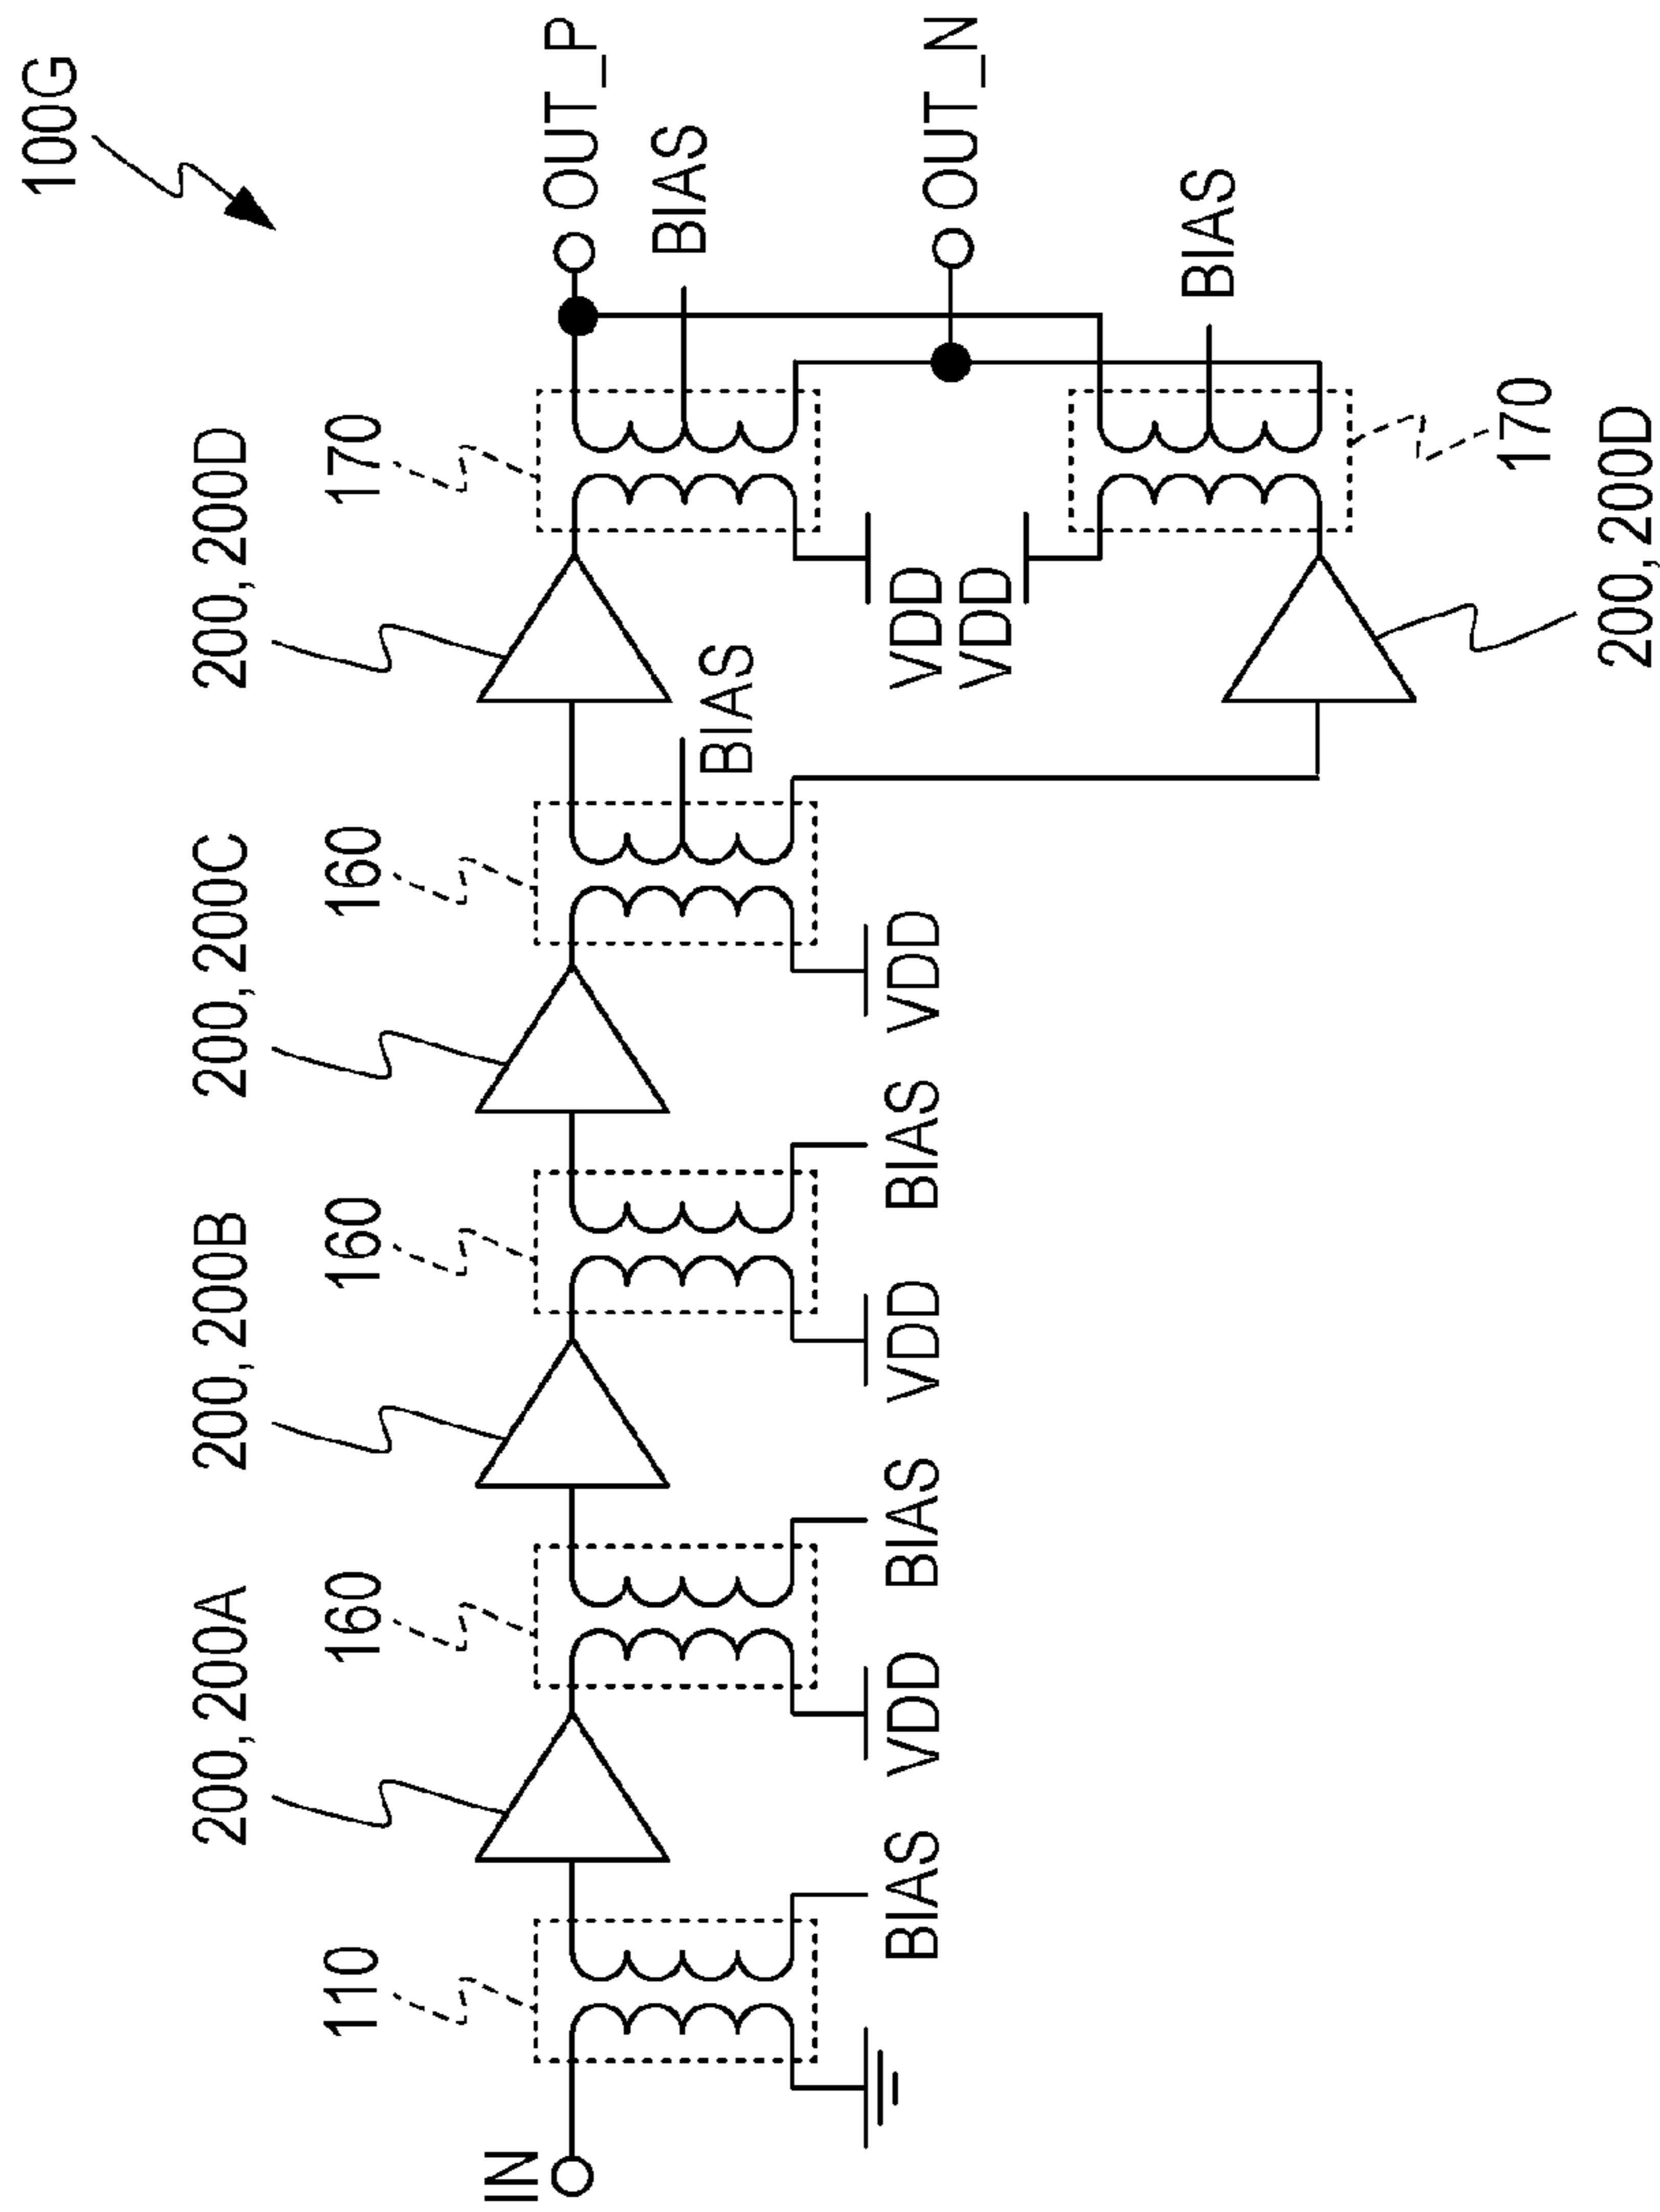 100G
200,200A
200,200B
200,200C
200,200D
110
160
160
160
170
IN
OUT_P
BIAS
BIAS
OUT_N
BIAS
VDD
BIAS
VDD
BIAS
VDD
VDD
VDD
BIAS
170
200,200D